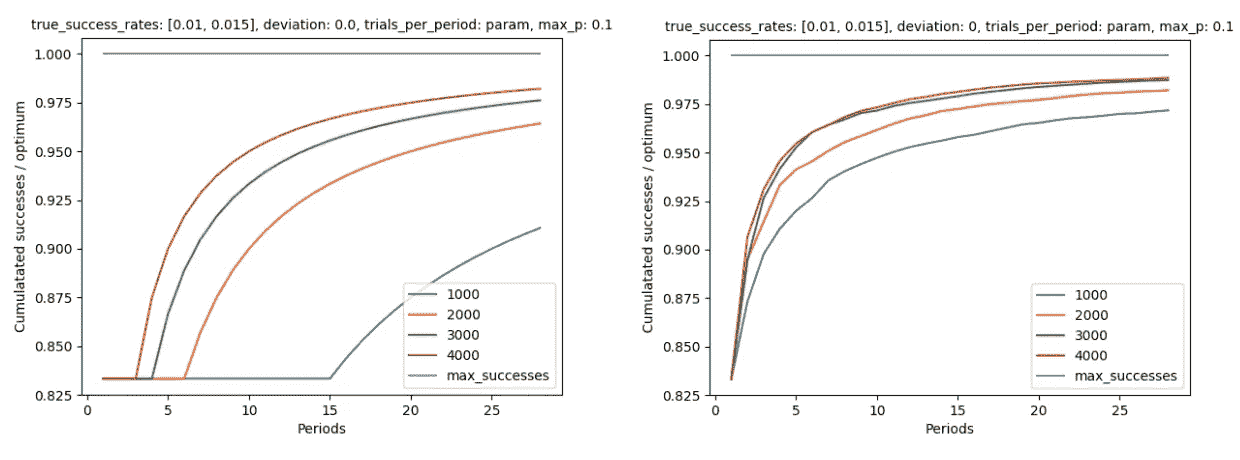 true_success_rates: [0.01, 0.015], deviation: 0.0, trials_per_period: param, max_p: 0.1
1.000
0.975
0.950
0.925
0.900
0.875
0.850
0.825
Cumulatated successes / optimum
1000
2000
3000
4000
max_successes
0 5 10 15 20 25
Periods
true_success_rates: [0.01, 0.015], deviation: 0, trials_per_period: param, max_p: 0.1
1.000
0.975
0.950
0.925
0.900
0.875
0.850
0.825
Cumulatated successes / optimum
1000
2000
3000
4000
max_successes
0 5 10 15 20 25
Periods